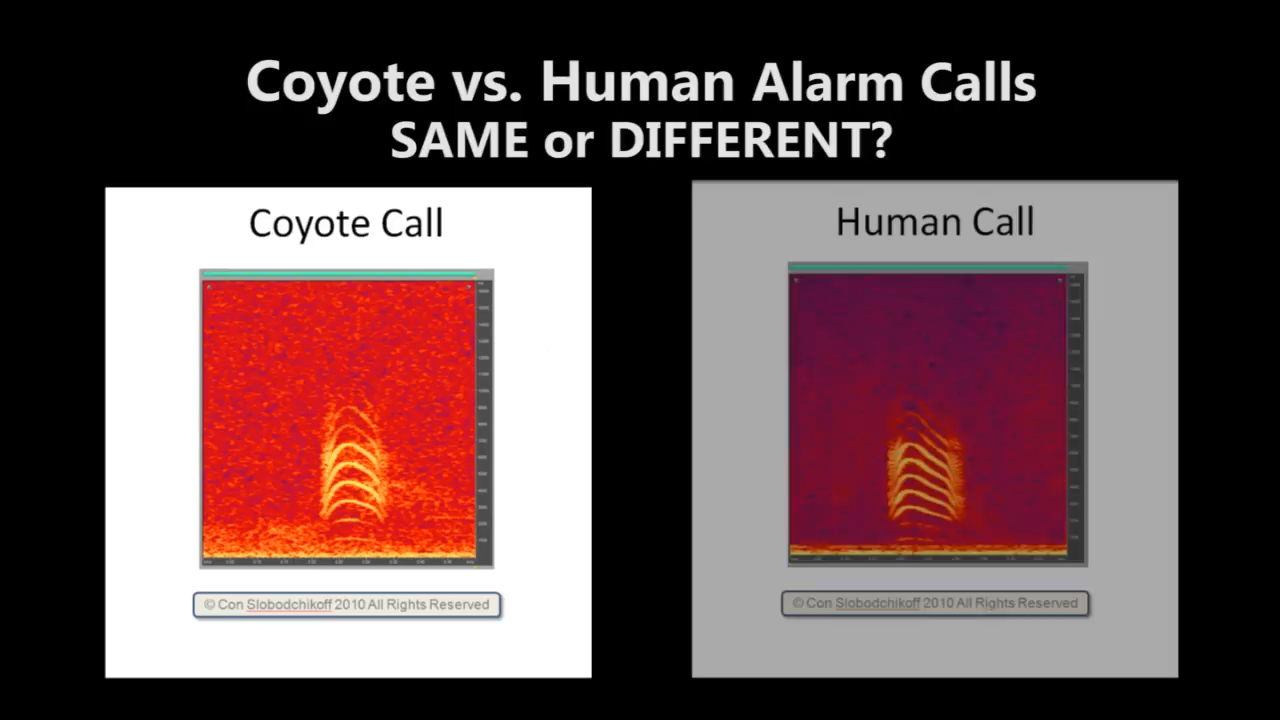 Coyote vs. Human Alarm Calls
SAME or DIFFERENT?
Coyote Call
© Con Slobodchikoff 2010 All Rights Reserved
Human Call
© Con Slobodchikoff 2010 All Rights Reserved